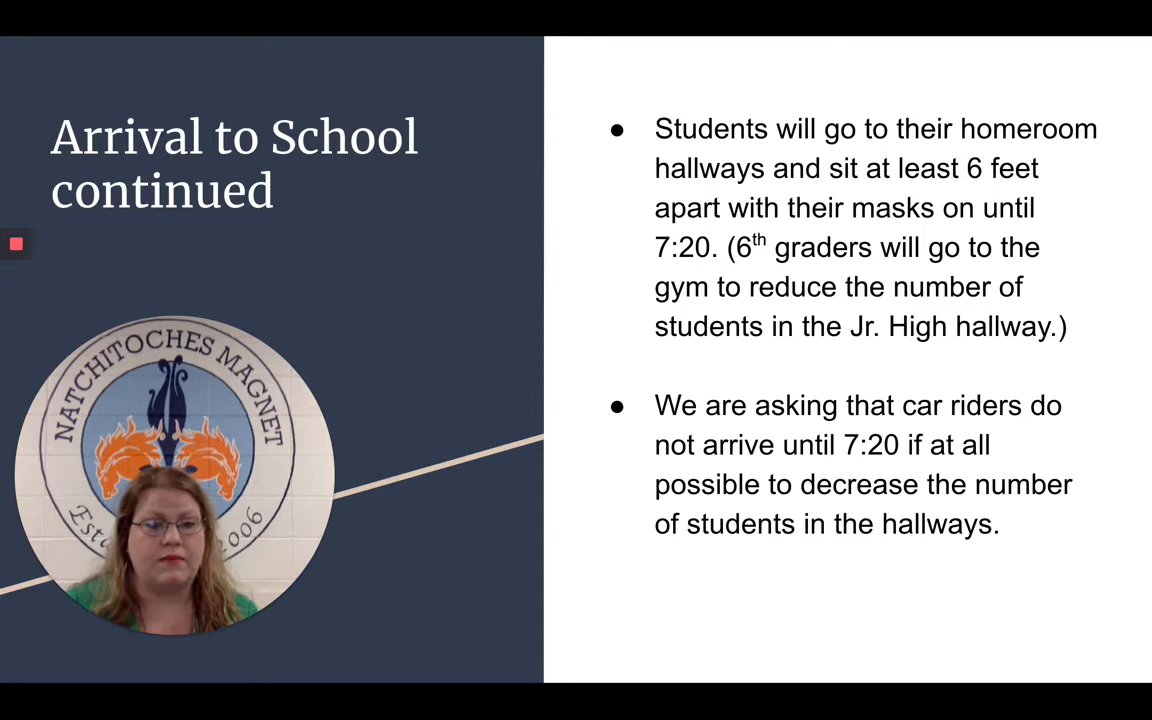 Arrival to School
continued
● Students will go to their homeroom
hallways and sit at least 6 feet
apart with their masks on until
7:20. (6th graders will go to the
gym to reduce the number of
students in the Jr. High hallway.)
● We are asking that car riders do
not arrive until 7:20 if at all
possible to decrease the number
of students in the hallways.
NATCHITOCHES MAGNET